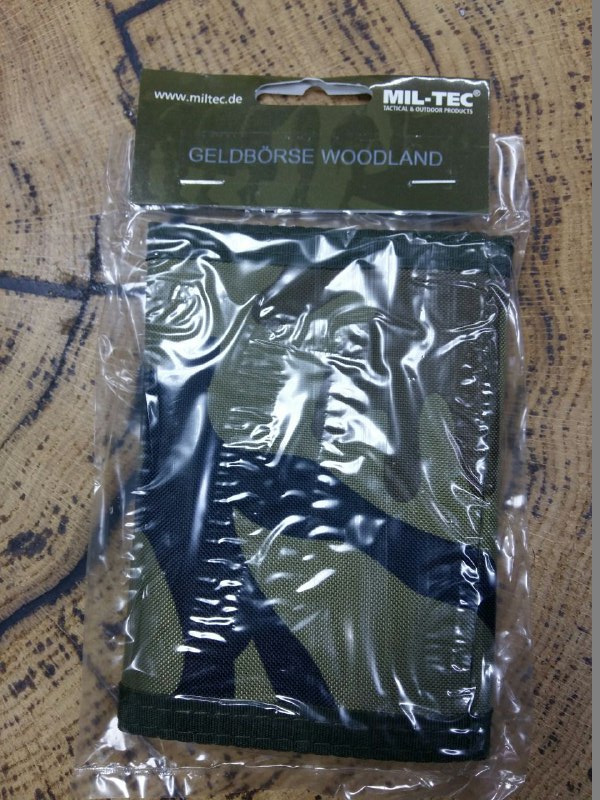 www.miltec.de
MIL-TEC®
TACTICAL & OUTDOOR PRODUCTS
GELDBÖRSE WOODLAND